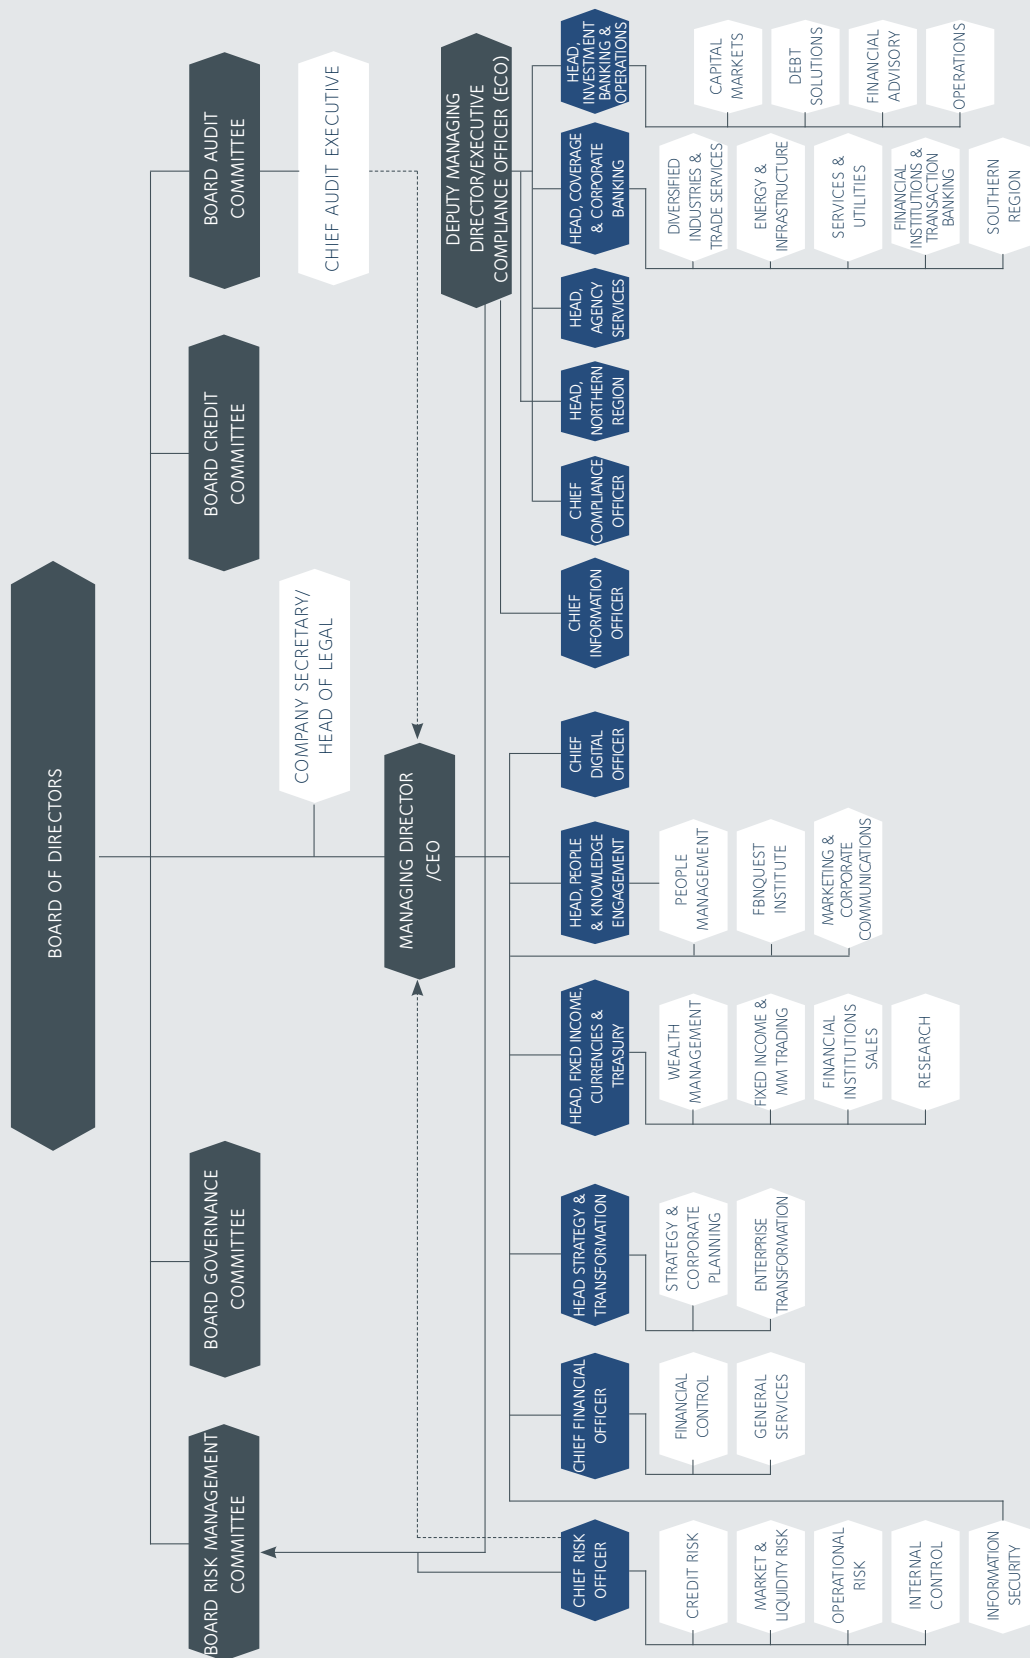 BOARD OF DIRECTORS
BOARD RISK MANAGEMENT
COMMITTEE
BOARD GOVERNANCE
COMMITTEE
BOARD CREDIT
COMMITTEE
BOARD AUDIT
COMMITTEE
COMPANY SECRETARY/
HEAD OF LEGAL
CHIEF AUDIT EXECUTIVE
MANAGING DIRECTOR
/CEO
DEPUTY MANAGING
DIRECTOR/EXECUTIVE
COMPLIANCE OFFICER (ECO)
CHIEF RISK
OFFICER
CHIEF FINANCIAL
OFFICER
HEAD STRATEGY &
TRANSFORMATION
HEAD, FIXED INCOME,
CURRENCIES &
TREASURY
HEAD, PEOPLE
& KNOWLEDGE
ENGAGEMENT
CHIEF
DIGITAL
OFFICER
CHIEF
INFORMATION
OFFICER
CHIEF
COMPLIANCE
OFFICER
HEAD,
NORTHERN
REGION
HEAD,
AGENCY
SERVICES
HEAD, COVERAGE
& CORPORATE
BANKING
HEAD,
INVESTMENT
BANKING &
OPERATIONS
CREDIT RISK
MARKET &
LIQUIDITY RISK
OPERATIONAL
RISK
INTERNAL
CONTROL
INFORMATION
SECURITY
FINANCIAL
CONTROL
GENERAL
SERVICES
STRATEGY &
CORPORATE
PLANNING
ENTERPRISE
TRANSFORMATION
WEALTH
MANAGEMENT
FIXED INCOME &
MM TRADING
FINANCIAL
INSTITUTIONS
SALES
RESEARCH
PEOPLE
MANAGEMENT
FBNQUEST
INSTITUTE
MARKETING &
CORPORATE
COMMUNICATIONS
DIVERSIFIED
INDUSTRIES &
TRADE SERVICES
ENERGY &
INFRASTRUCTURE
SERVICES &
UTILITIES
FINANCIAL
INSTITUTIONS &
TRANSACTION
BANKING
SOUTHERN
REGION
CAPITAL
MARKETS
DEBT
SOLUTIONS
FINANCIAL
ADVISORY
OPERATIONS